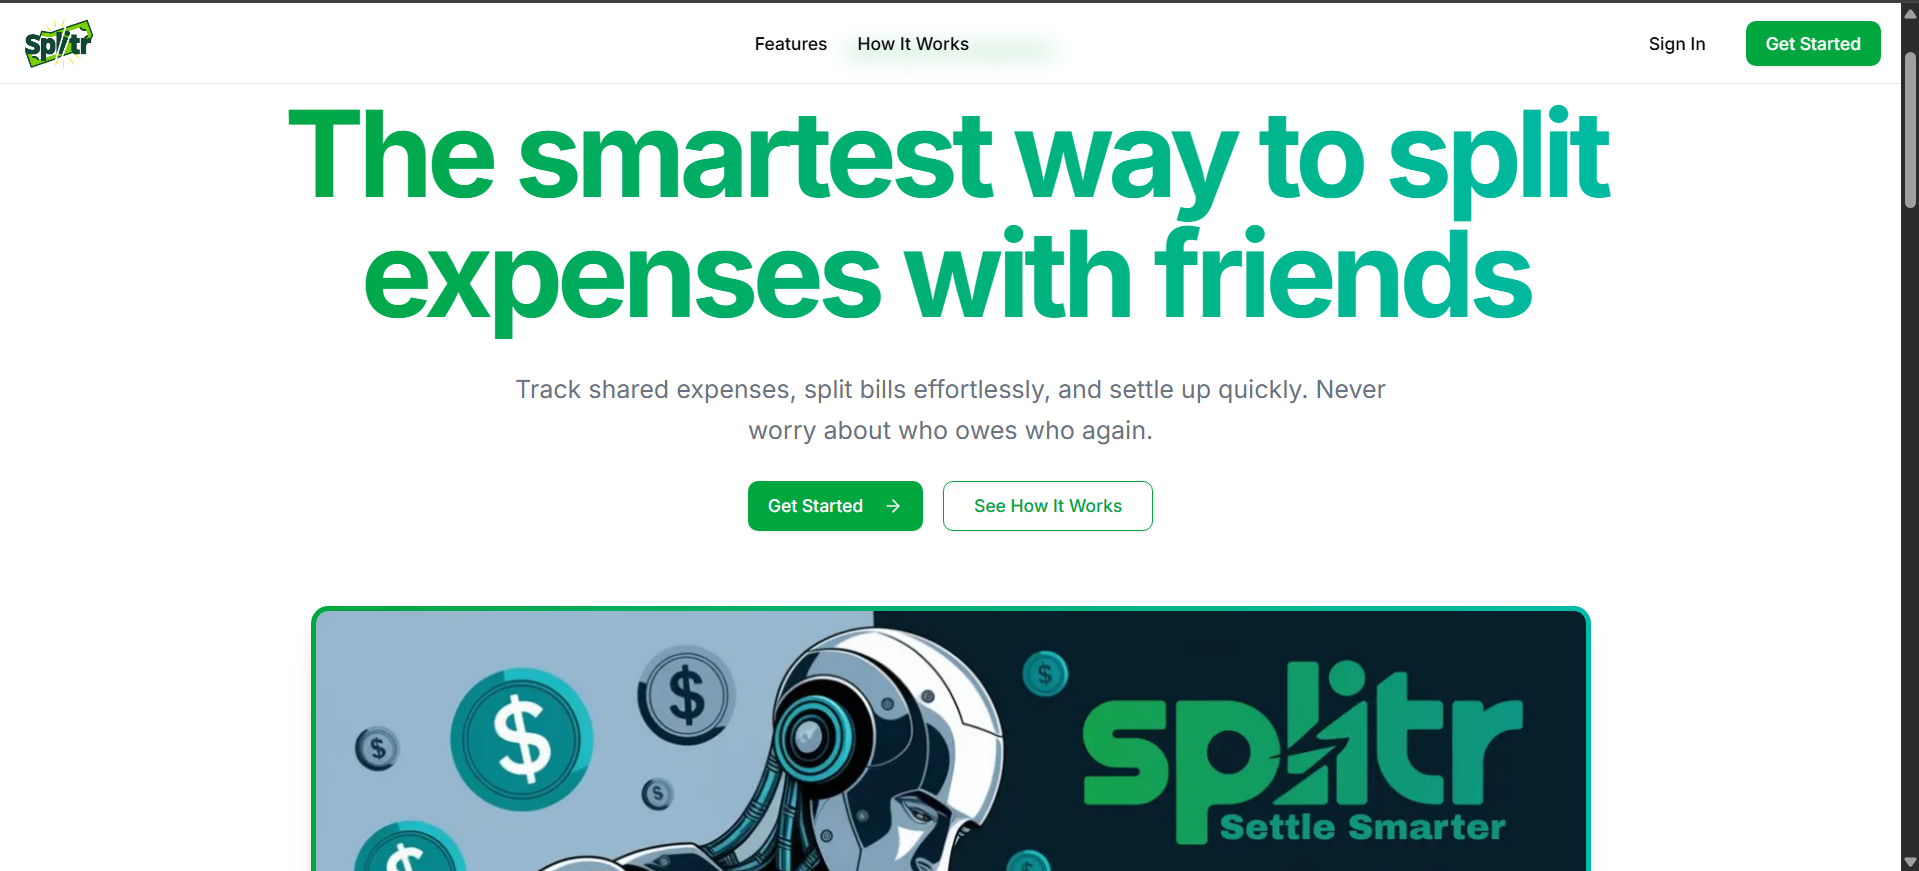 Splitr
Features
How It Works
Sign In
Get Started
The smartest way to split
expenses with friends
Track shared expenses, split bills effortlessly, and settle up quickly. Never
worry about who owes who again.
Get Started →
See How It Works
$
$
$
$
$
$
splitr
Settle Smarter
$